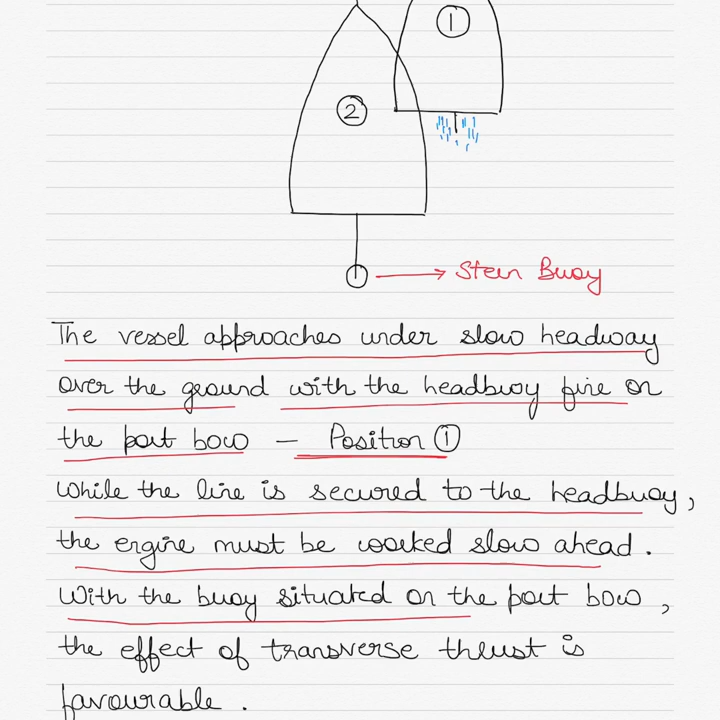 1
2
Stern Buoy
The vessel approaches under slow headway
over the ground with the headbuoy fine on
the port bow — Position 1
While the line is secured to the headbuoy,
the engine must be worked slow ahead.
With the buoy situated on the port bow,
the effect of transverse thrust is
favourable.